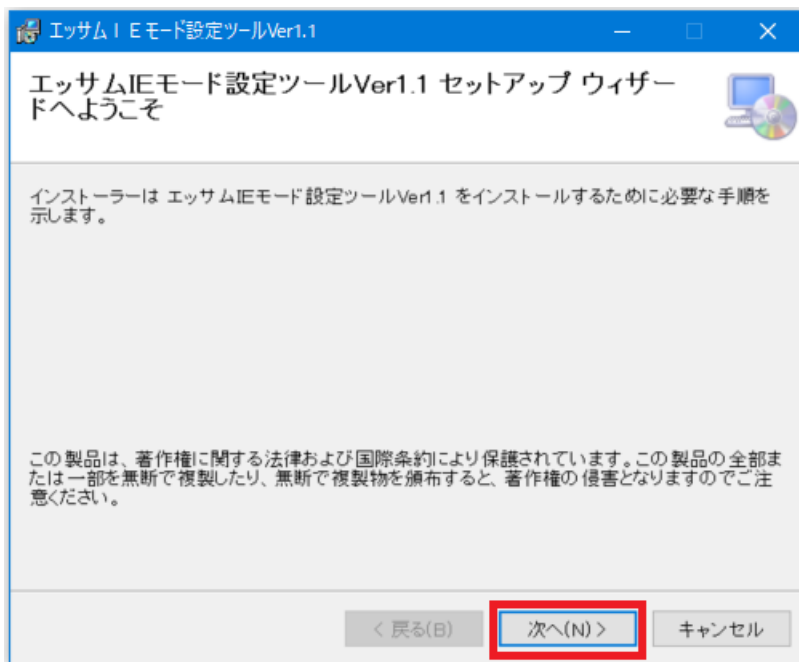 エッサムＩＥモード設定ツールVer1.1
エッサムIEモード設定ツールVer1.1 セットアップ ウィザー
ドへようこそ
インストーラーは エッサムIEモード設定ツールVer1.1 をインストールするために必要な手順を
示します。
この製品は、著作権に関する法律および国際条約により保護されています。この製品の全部ま
たは一部を無断で複製したり、無断で複製物を頒布すると、著作権の侵害となりますのでご注
意ください。
< 戻る(B)
次へ(N) >
キャンセル